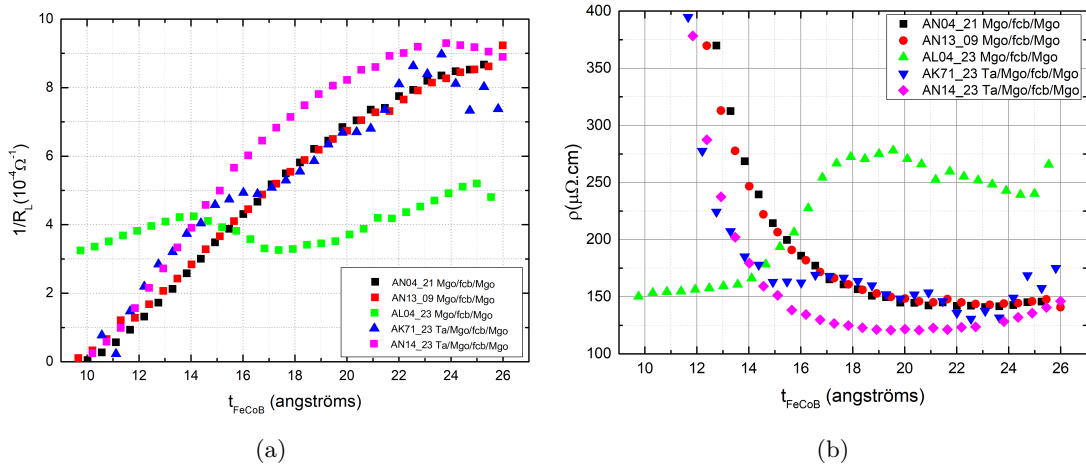 (a)
1/R_L(10^-4Ω^-1)
10
8
6
4
2
0
AN04_21 Mgo/fcb/Mgo
AN13_09 Mgo/fcb/Mgo
AL04_23 Mgo/fcb/Mgo
AK71_23 Ta/Mgo/fcb/Mgo
AN14_23 Ta/Mgo/fcb/Mgo
10 12 14 16 18 20 22 24 26
t_FeCoB (angströms)
(a)
(b)
ρ(μΩ.cm)
400
350
300
250
200
150
100
AN04_21 Mgo/fcb/Mgo
AN13_09 Mgo/fcb/Mgo
AL04_23 Mgo/fcb/Mgo
AK71_23 Ta/Mgo/fcb/Mgo
AN14_23 Ta/Mgo/fcb/Mgo
10 12 14 16 18 20 22 24 26
t_FeCoB (angströms)
(b)